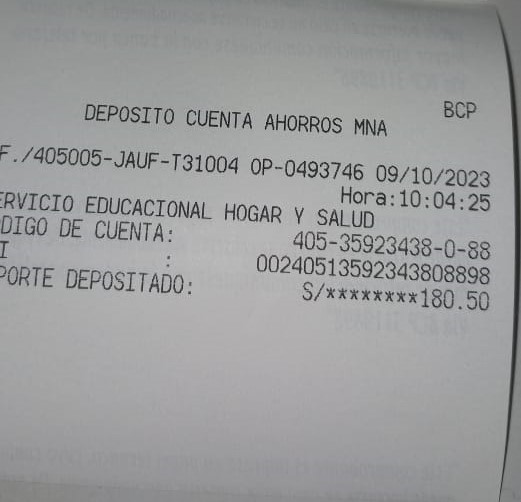 BCP
DEPOSITO CUENTA AHORROS MNA
F./405005-JAUF-T31004 OP-0493746 09/10/2023
Hora:10:04:25
ERVICIO EDUCACIONAL HOGAR Y SALUD
DIGO DE CUENTA: 405-35923438-0-88
I : 00240513592343808898
PORTE DEPOSITADO: S/********180.50